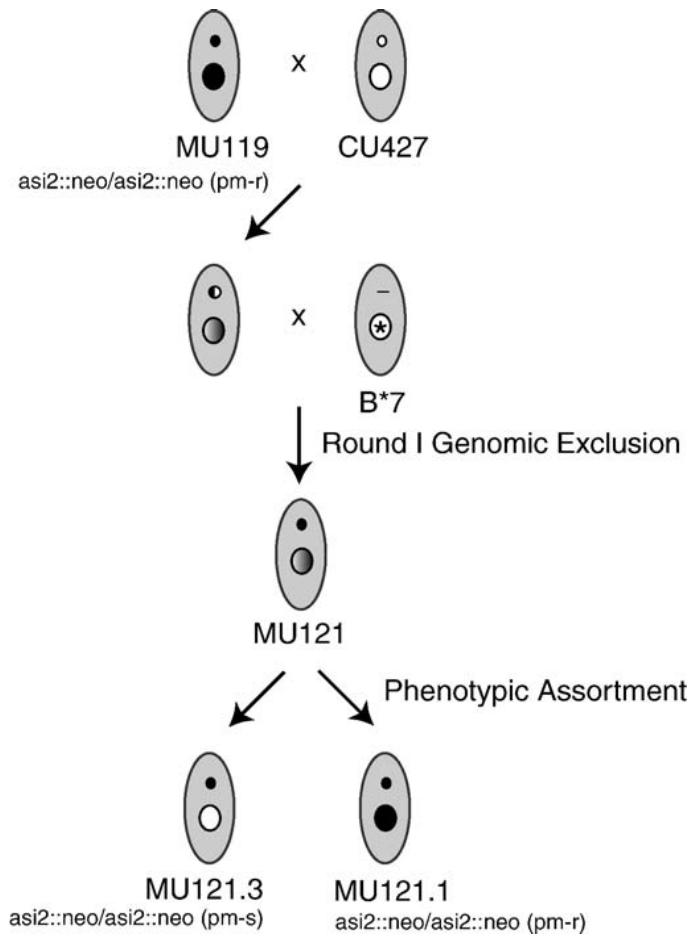 x
MU119 CU427
asi2::neo/asi2::neo (pm-r)
x
–
*
B*7
Round I Genomic Exclusion
MU121
Phenotypic Assortment
MU121.3 MU121.1
asi2::neo/asi2::neo (pm-s) asi2::neo/asi2::neo (pm-r)